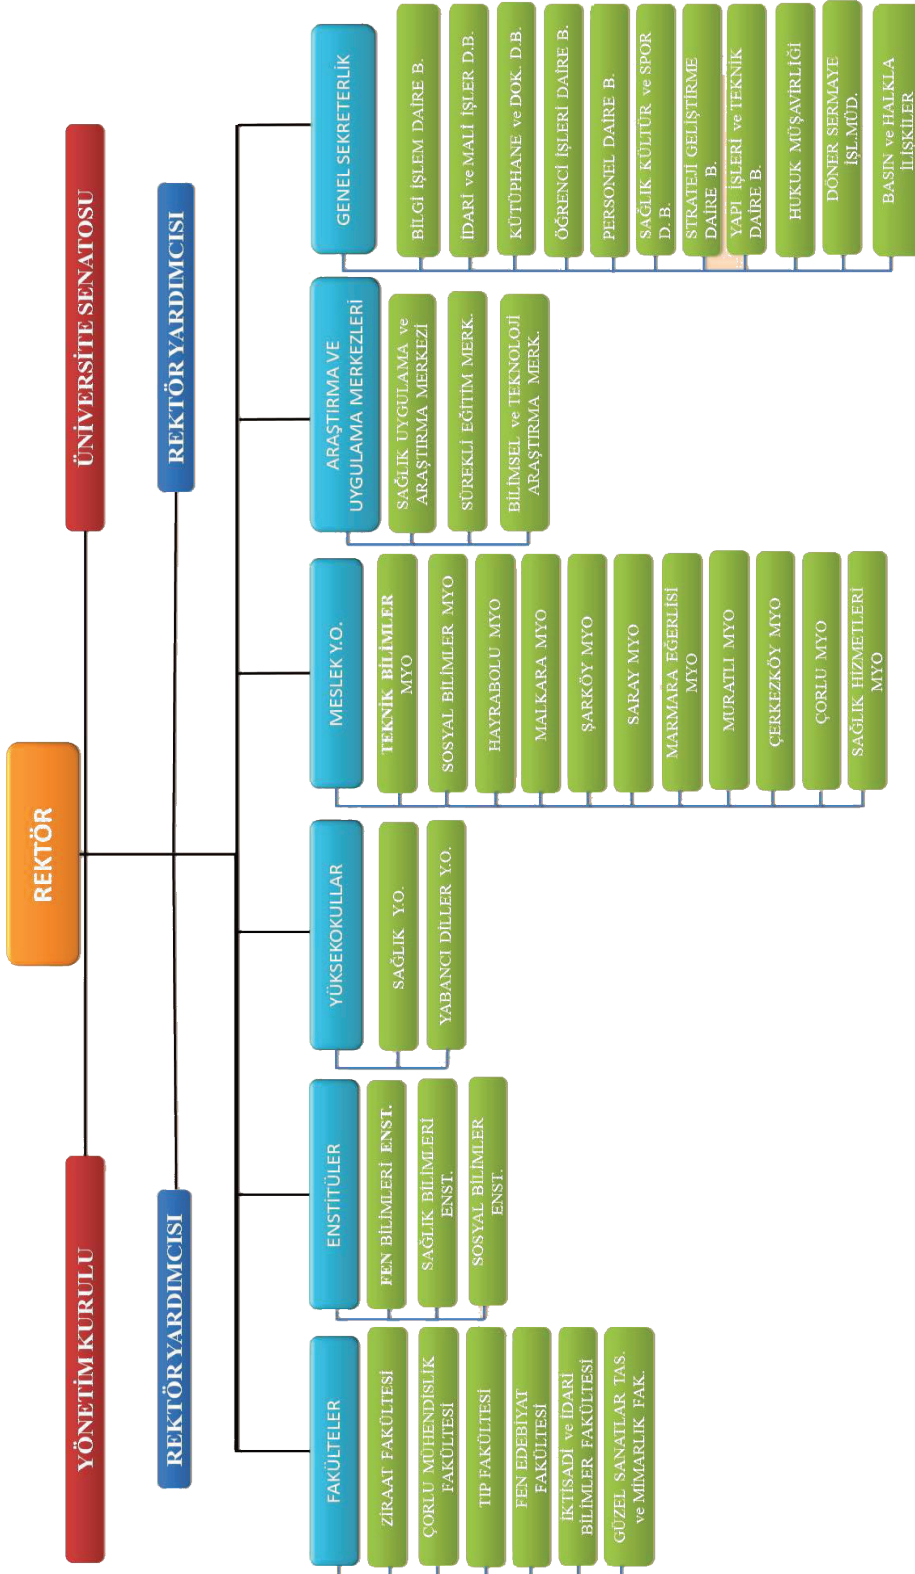 REKTÖR
YÖNETİM KURULU
ÜNİVERSİTE SENATOSU
REKTÖR YARDIMCISI
REKTÖR YARDIMCISI
FAKÜLTELER
ZİRAAT FAKÜLTESİ
ÇORLU MÜHENDİSLIK
FAKÜLTESİ
TIP FAKÜLTESİ
FEN EDEBİYAT
FAKÜLTESİ
İKTİSADİ ve İDARİ
BİLİMLER FAKÜLTESİ
GÜZEL SANATLAR TAS.
ve MİMARLIK FAK.
ENSTİTÜLER
FEN BİLİMLERİ ENST.
SAĞLIK BİLİMLERİ
ENST.
SOSYAL BİLİMLER
ENST.
YÜKSEKOKULLAR
SAĞLIK Y.O.
YABANCI DİLLER Y.O.
MESLEK Y.O.
TEKNİK BİLİMLER
MYO
SOSYAL BİLİMLER MYO
HAYRABOLU MYO
MALKARA MYO
ŞARKÖY MYO
SARAY MYO
MARMARA EĞERLİSİ
MYO
MURATLI MYO
ÇERKEZKÖY MYO
ÇORLU MYO
SAĞLIK HİZMETLERİ
MYO
ARAŞTIRMA VE
UYGULAMA MERKEZLERİ
SAĞLIK UYGULAMA ve
ARAŞTIRMA MERKEZİ
SÜREKLİ EĞİTİM MERK.
BİLİMSEL ve TEKNOLOJİ
ARAŞTIRMA MERK.
GENEL SEKRETERLİK
BİLGİ İŞLEM DAİRE B.
İDARİ ve MALİ İŞLER D.B.
KÜTÜPHANE ve DOK. D.B.
ÖĞRENCİ İŞLERİ DAİRE B.
PERSONEL DAİRE B.
SAĞLIK KÜLTÜR ve SPOR
D. B.
STRATEJİ GELİŞTİRME
DAİRE B.
YAPI İŞLERİ ve TEKNİK
DAİRE B.
HUKUK MÜŞAVİRLİĞİ
DÖNER SERMAYE
İŞL.MÜD.
BASIN ve HALKLA
İLİŞKİLER